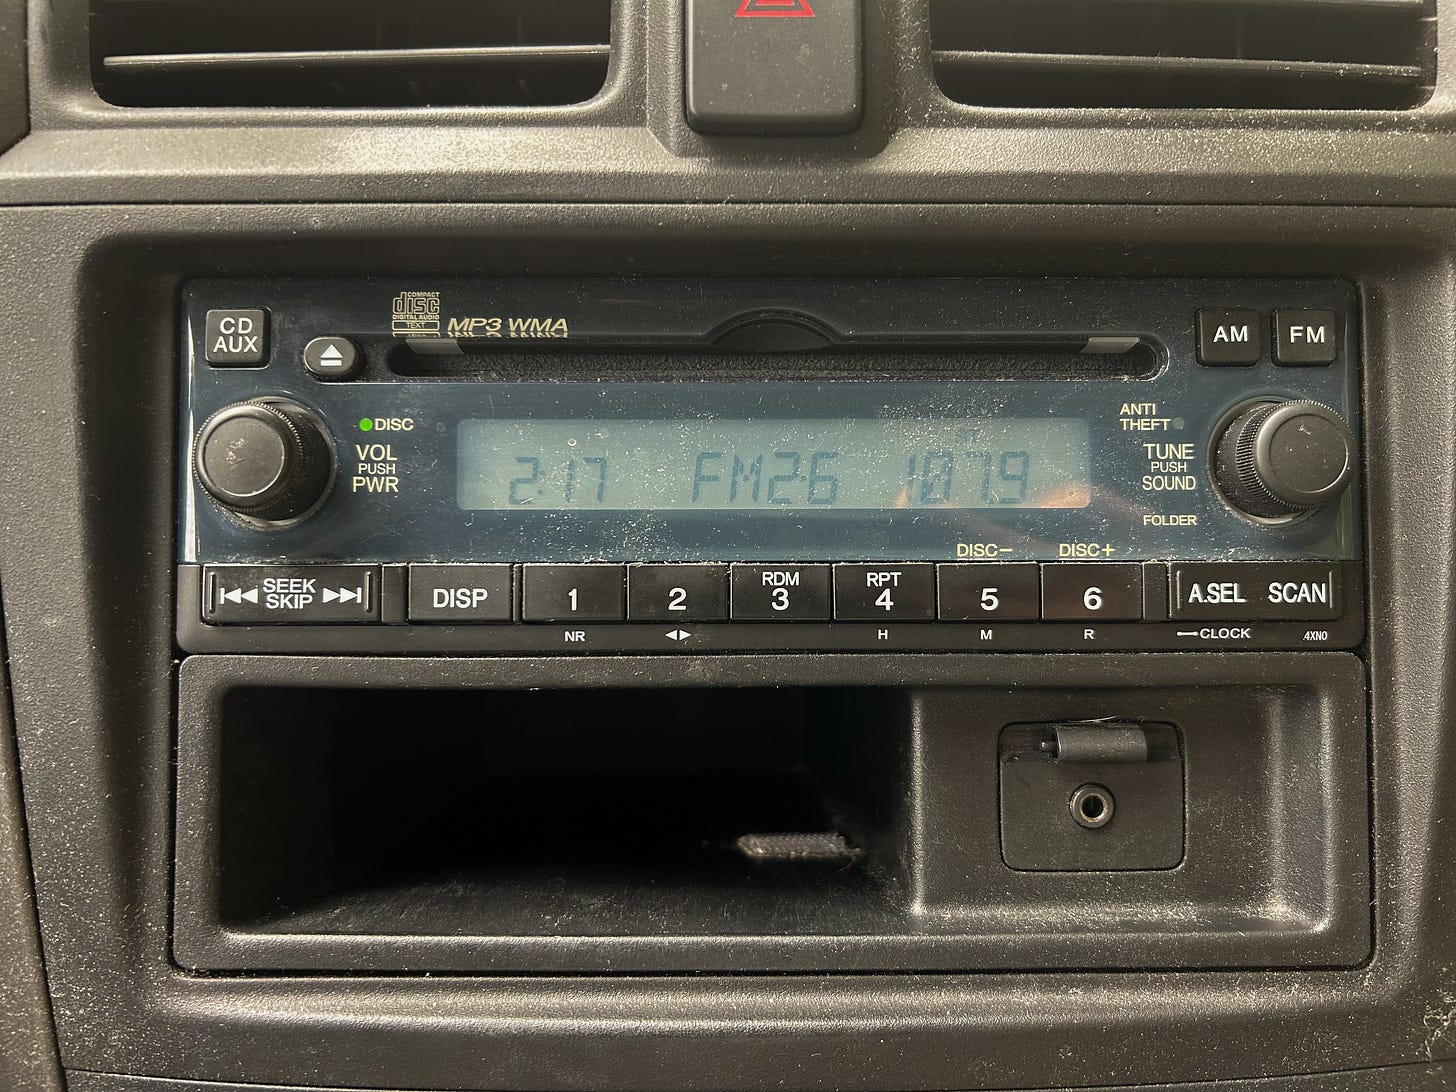 COMPACT
disc
DIGITAL AUDIO
TEXT
MP3 WMA
CD
AUX
AM
FM
DISC
VOL
PUSH
PWR
2:17 FM2-6 107.9
ANTI
THEFT
TUNE
PUSH
SOUND
FOLDER
DISC− DISC+
SEEK
SKIP
DISP
1
2
RDM
3
RPT
4
5
6
A.SEL SCAN
NR
H
M
R
CLOCK
4XN0